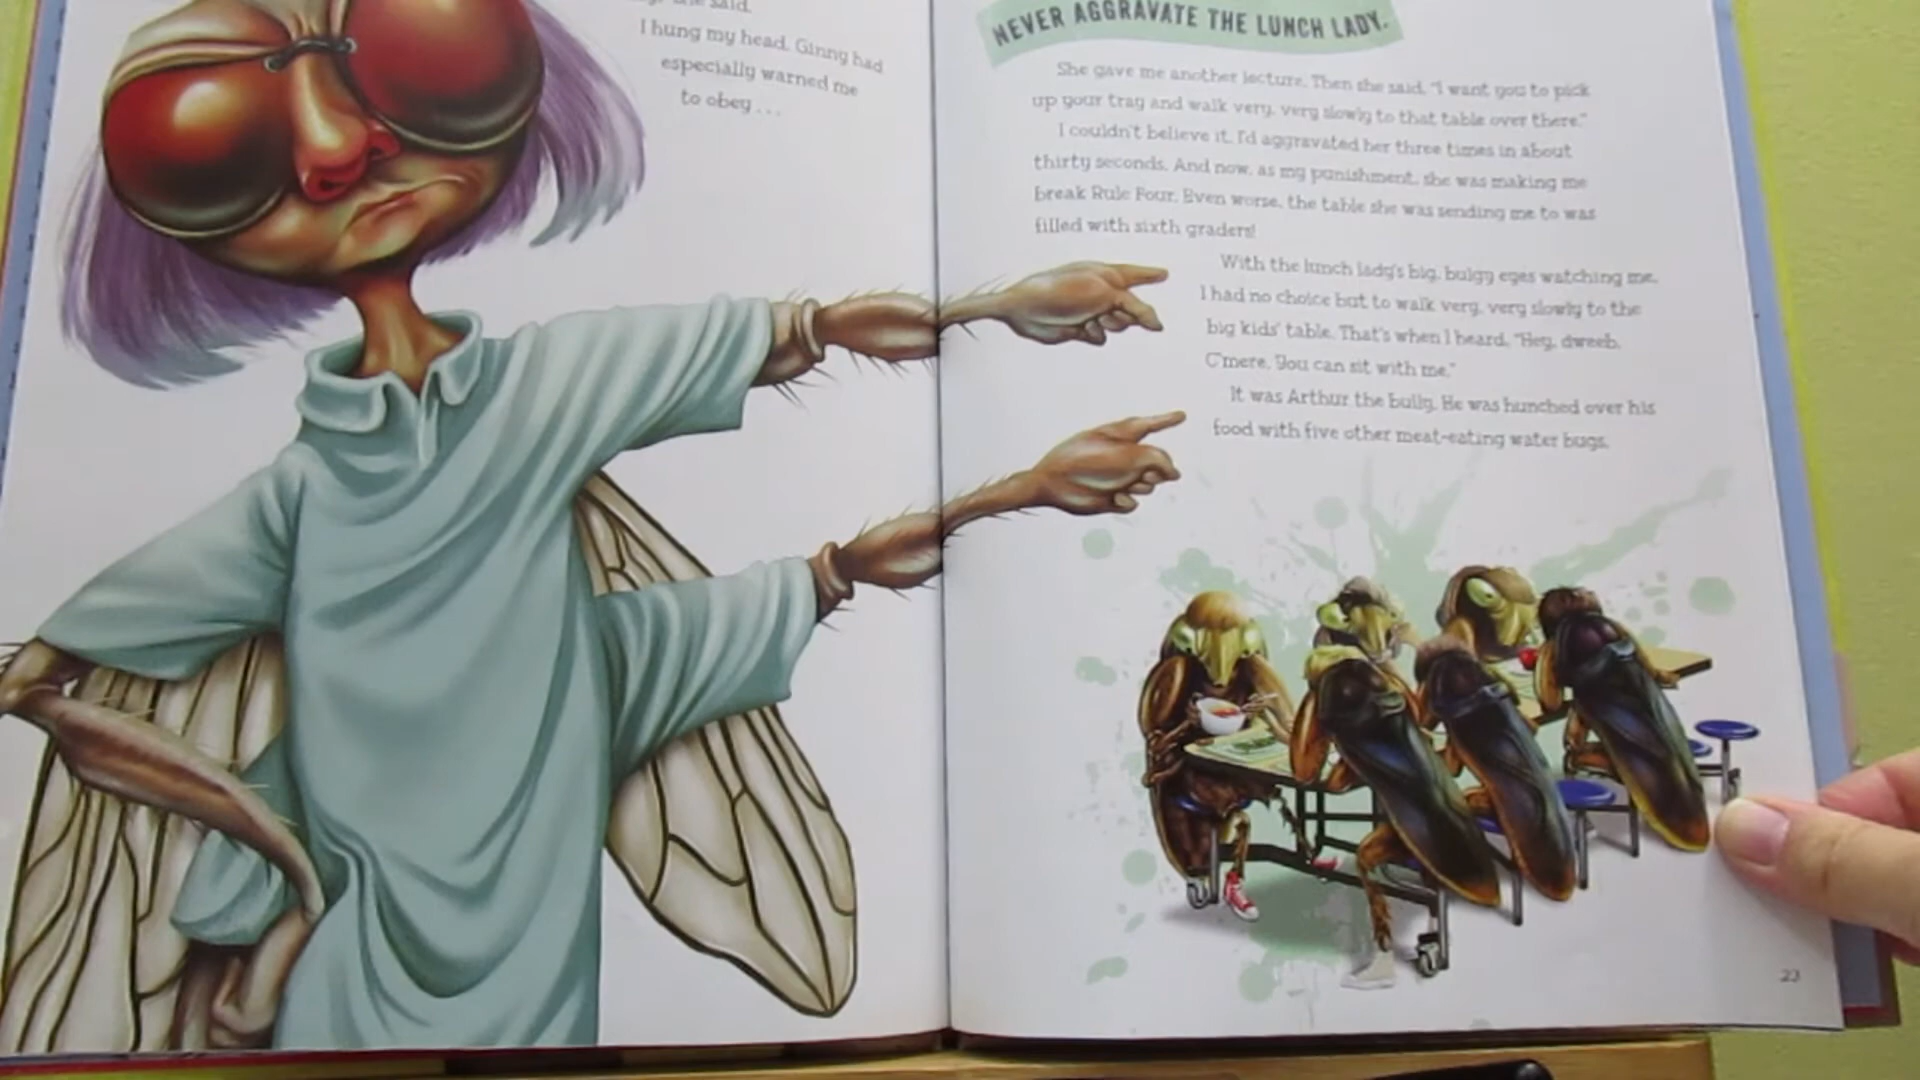 she said.
I hung my head. Ginny had
especially warned me
to obey . . .
NEVER AGGRAVATE THE LUNCH LADY.
She gave me another lecture. Then she said, "I want you to pick
up your tray and walk very, very slowly to that table over there."
I couldn't believe it. I'd aggravated her three times in about
thirty seconds. And now, as my punishment, she was making me
break Rule Four. Even worse, the table she was sending me to was
filled with sixth graders!
With the lunch lady's big, bulgy eyes watching me,
I had no choice but to walk very, very slowly to the
big kids' table. That's when I heard, "Hey, dweeb.
C'mere. You can sit with me."
It was Arthur the bully. He was hunched over his
food with five other meat-eating water bugs.
23